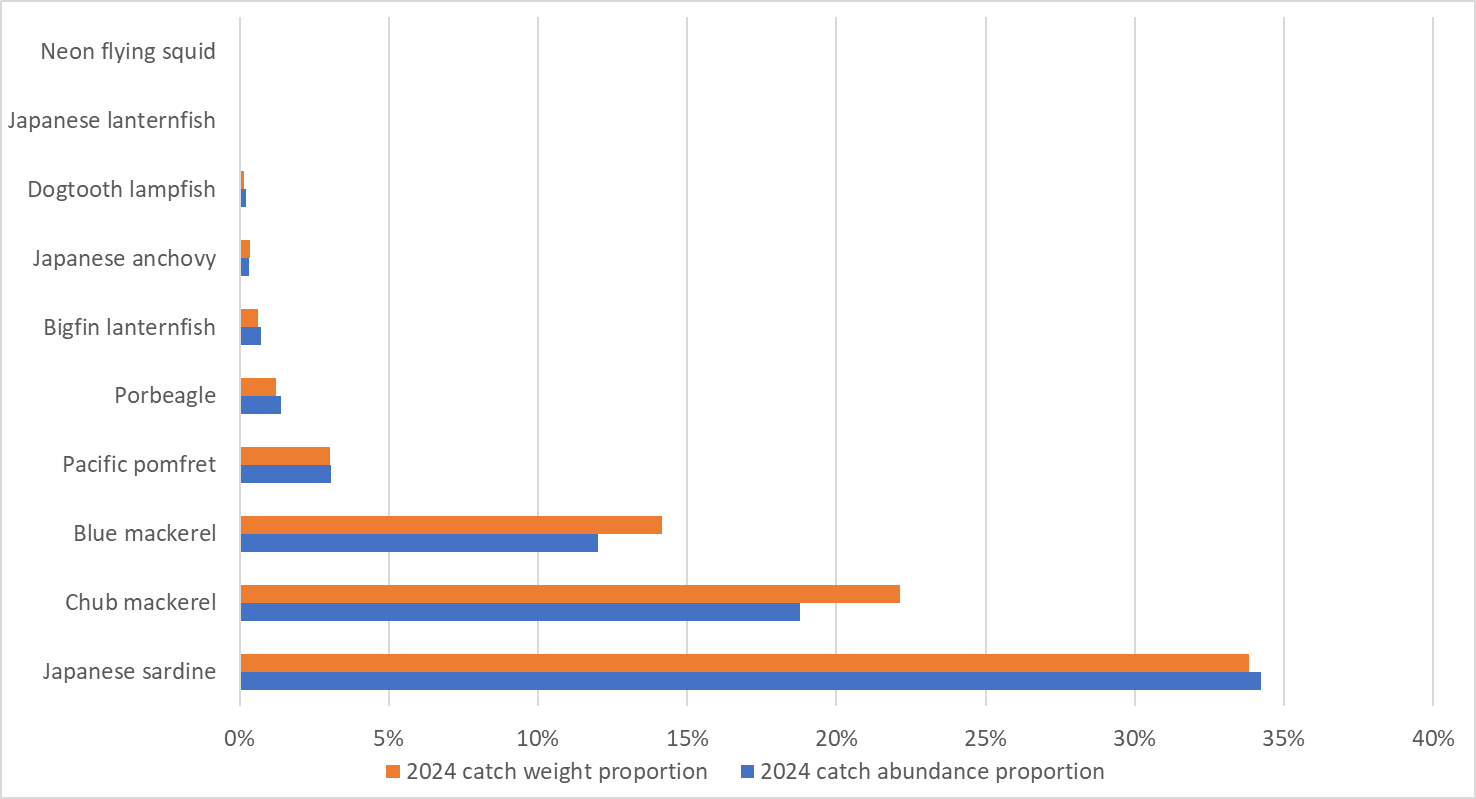 Neon flying squid
Japanese lanternfish
Dogtooth lampfish
Japanese anchovy
Bigfin lanternfish
Porbeagle
Pacific pomfret
Blue mackerel
Chub mackerel
Japanese sardine
0% 5% 10% 15% 20% 25% 30% 35% 40%
2024 catch weight proportion 2024 catch abundance proportion